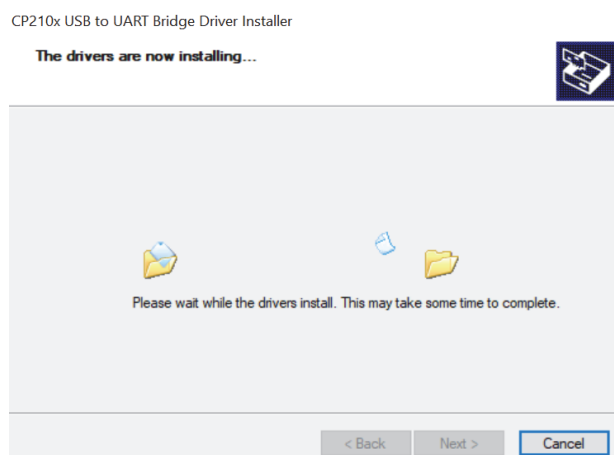 CP210x USB to UART Bridge Driver Installer
The drivers are now installing...
Please wait while the drivers install. This may take some time to complete.
< Back
Next >
Cancel